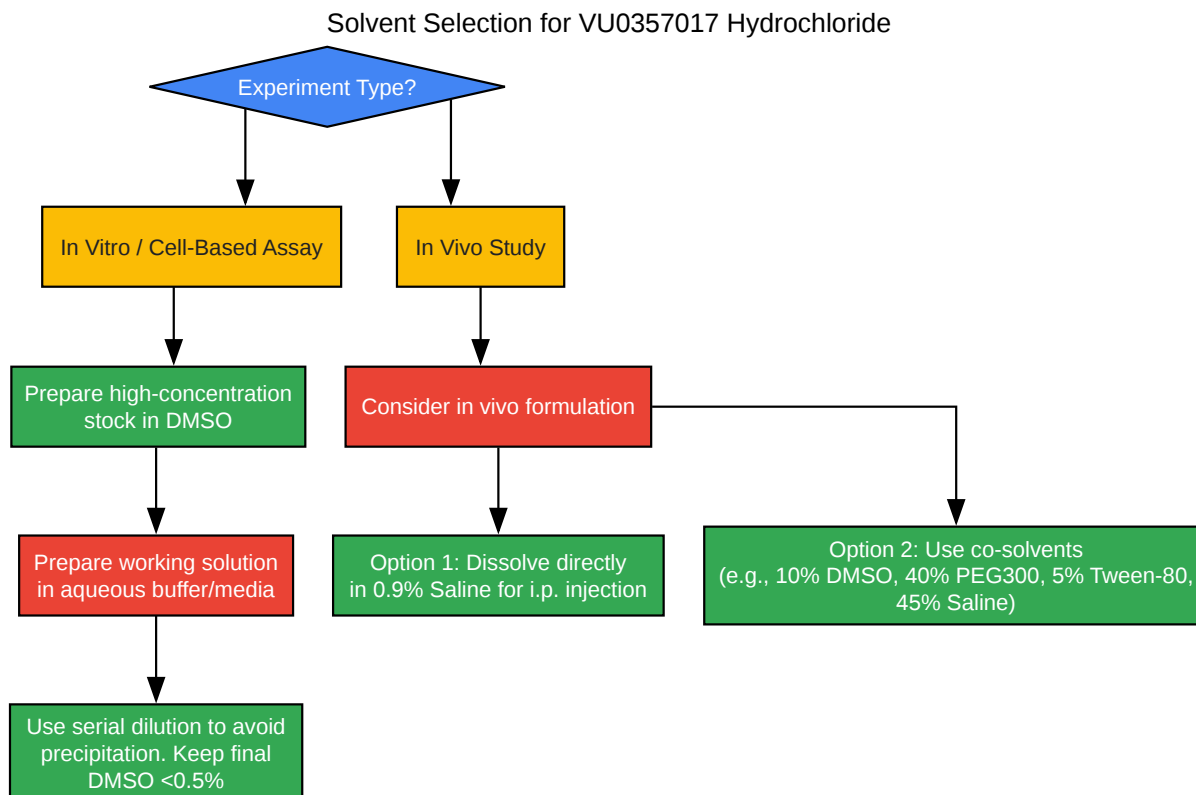 Solvent Selection for VU0357017 Hydrochloride
Experiment Type?
In Vitro / Cell-Based Assay
In Vivo Study
Prepare high-concentration
stock in DMSO
Consider in vivo formulation
Prepare working solution
in aqueous buffer/media
Option 1: Dissolve directly
in 0.9% Saline for i.p. injection
Option 2: Use co-solvents
(e.g., 10% DMSO, 40% PEG300, 5% Tween-80,
45% Saline)
Use serial dilution to avoid
precipitation. Keep final
DMSO <0.5%